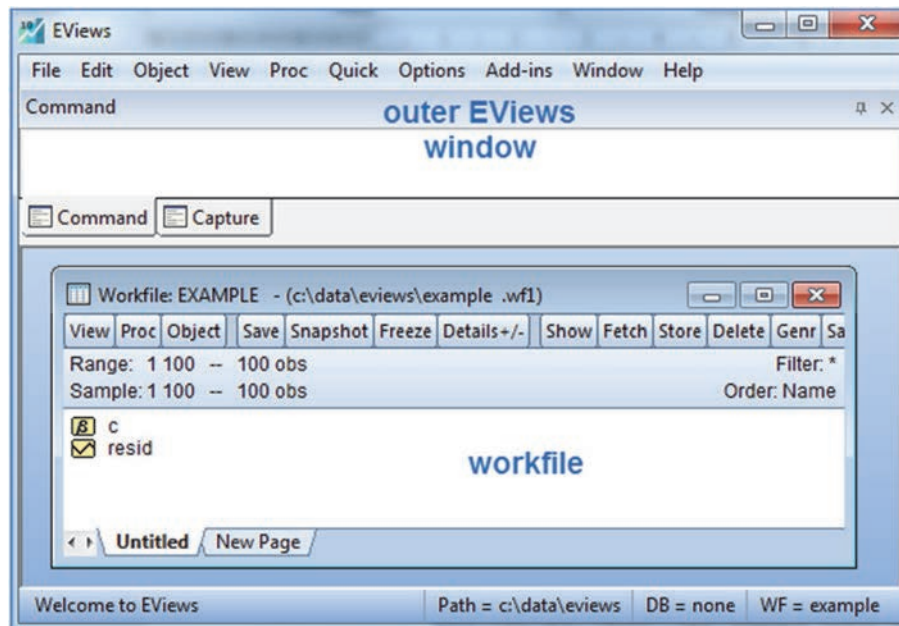 EViews
File Edit Object View Proc Quick Options Add-ins Window Help
Command
outer EViews
window
Command Capture
Workfile: EXAMPLE - (c:\data\eviews\example .wf1)
View Proc Object Save Snapshot Freeze Details+/- Show Fetch Store Delete Genr Sa
Range: 1 100 -- 100 obs Filter: *
Sample: 1 100 -- 100 obs Order: Name
β c
resid
workfile
Untitled New Page
Welcome to EViews Path = c:\data\eviews DB = none WF = example